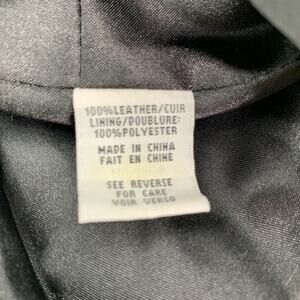 100%LEATHER/CUIR
LINING/DOUBLURE:
100%POLYESTER
MADE IN CHINA
FAIT EN CHINE
SEE REVERSE
FOR CARE
VOIR VERSO